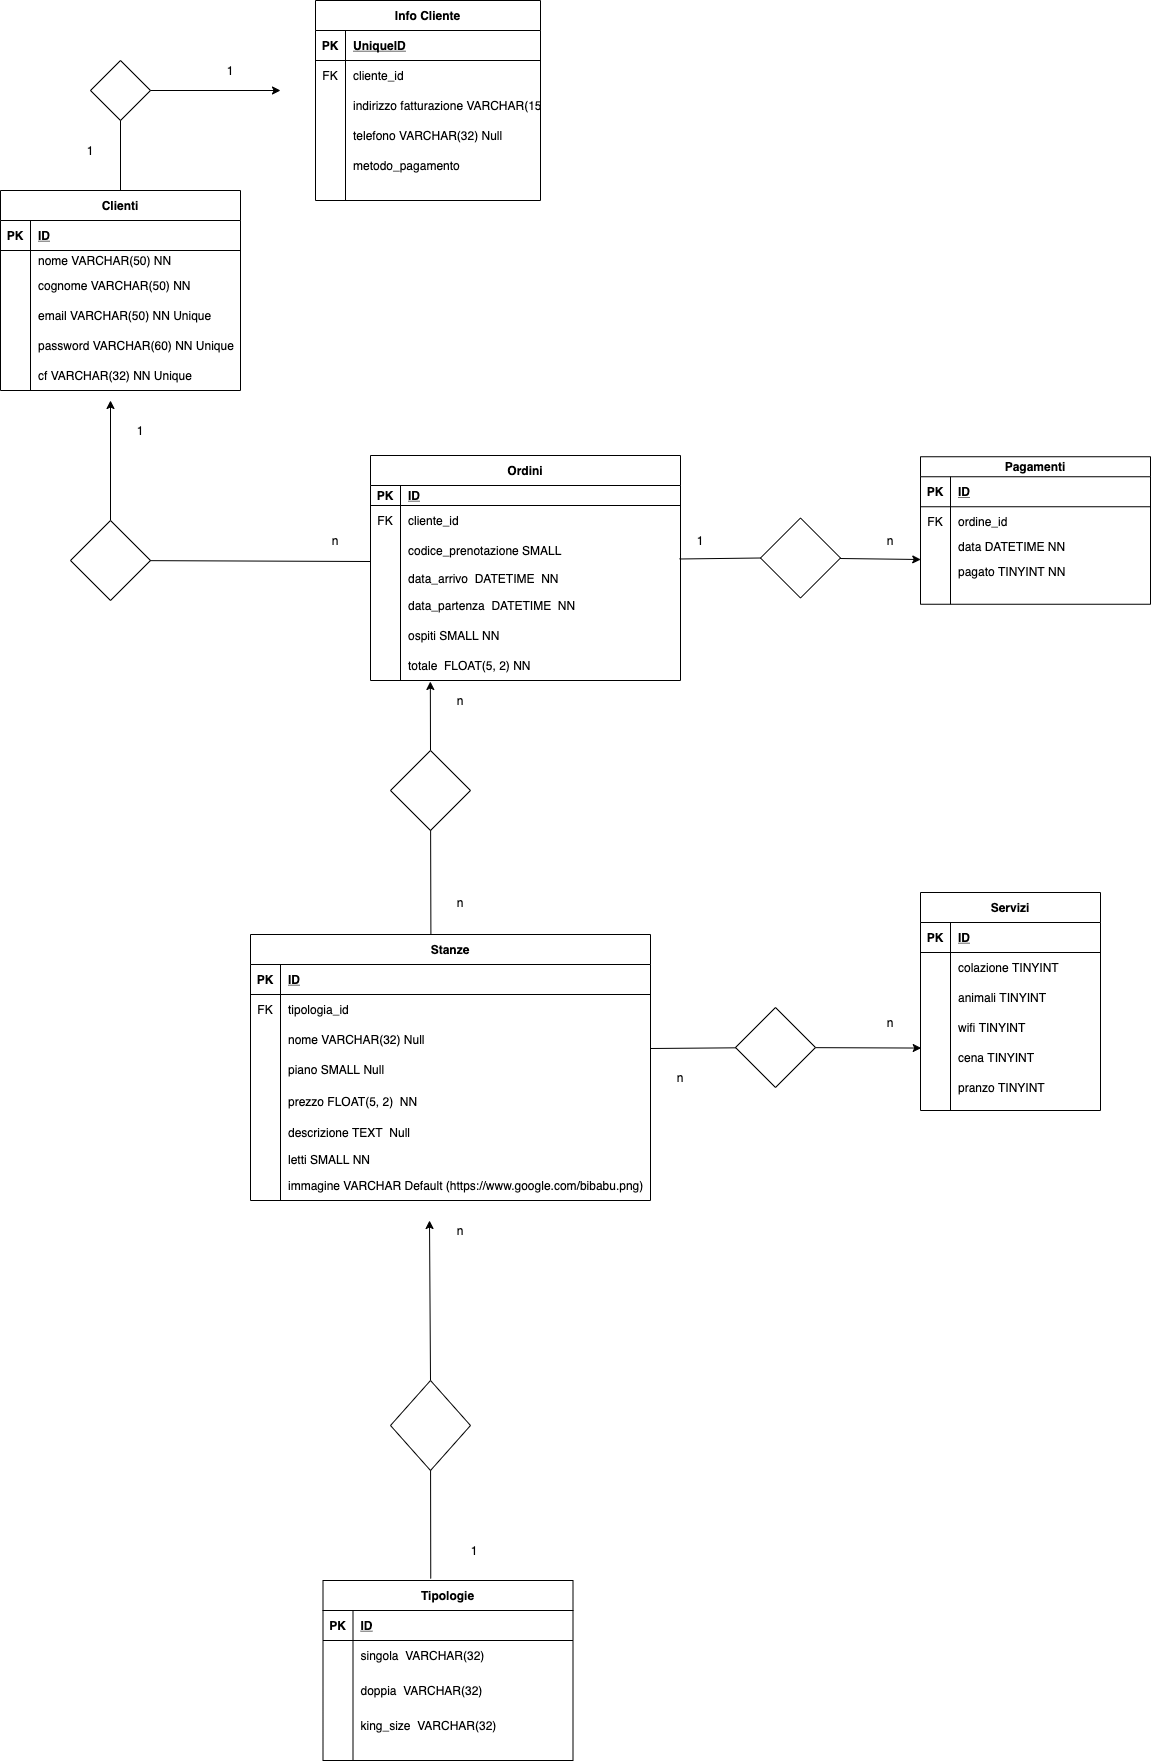 Info Cliente
PK UniqueID
FK cliente_id
indirizzo fatturazione VARCHAR(15
telefono VARCHAR(32) Null
metodo_pagamento
1
1
Clienti
PK ID
nome VARCHAR(50) NN
cognome VARCHAR(50) NN
email VARCHAR(50) NN Unique
password VARCHAR(60) NN Unique
cf VARCHAR(32) NN Unique
1
n
Ordini
PK ID
FK cliente_id
codice_prenotazione SMALL
data_arrivo DATETIME NN
data_partenza DATETIME NN
ospiti SMALL NN
totale FLOAT(5, 2) NN
1
n
Pagamenti
PK ID
FK ordine_id
data DATETIME NN
pagato TINYINT NN
n
n
Stanze
PK ID
FK tipologia_id
nome VARCHAR(32) Null
piano SMALL Null
prezzo FLOAT(5, 2) NN
descrizione TEXT Null
letti SMALL NN
immagine VARCHAR Default (https://www.google.com/bibabu.png)
n
n
Servizi
PK ID
colazione TINYINT
animali TINYINT
wifi TINYINT
cena TINYINT
pranzo TINYINT
n
1
Tipologie
PK ID
singola VARCHAR(32)
doppia VARCHAR(32)
king_size VARCHAR(32)